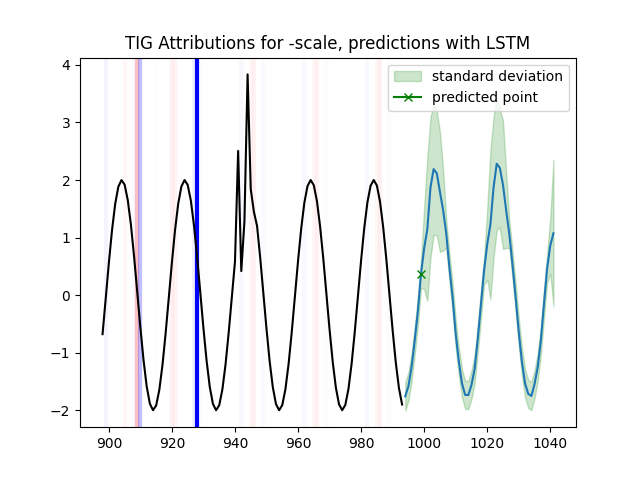 TIG Attributions for -scale, predictions with LSTM
standard deviation
predicted point
4
3
2
1
0
−1
−2
900 920 940 960 980 1000 1020 1040